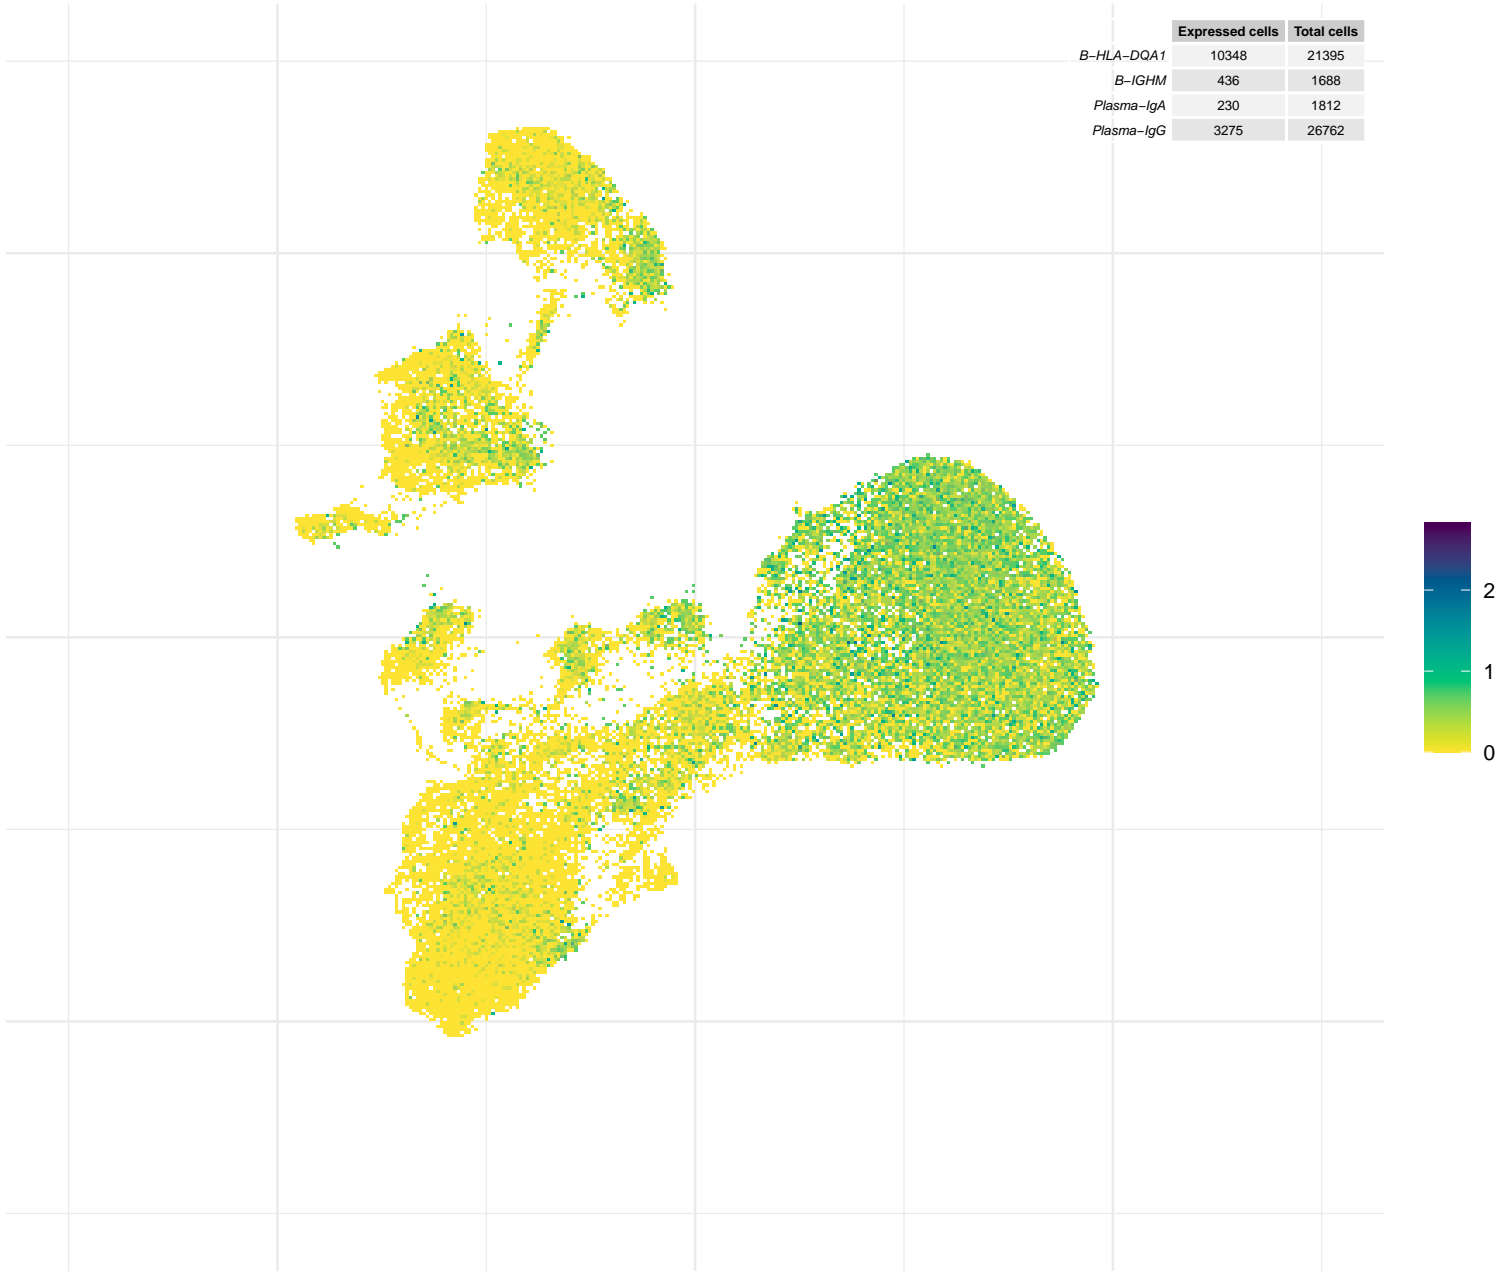 Expressed cells Total cells
B−HLA−DQA1 10348 21395
B−IGHM 436 1688
Plasma−IgA 230 1812
Plasma−IgG 3275 26762
2
1
0